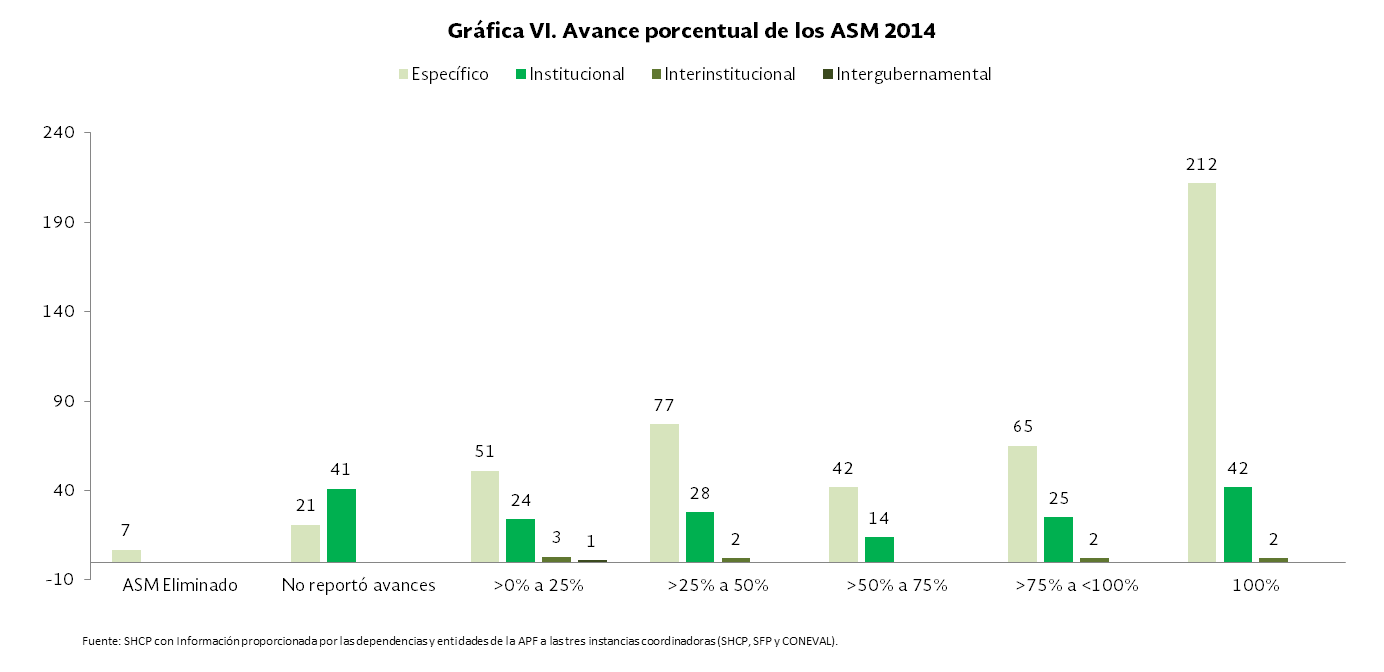 Gráfica VI. Avance porcentual de los ASM 2014
Específico Institucional Interinstitucional Intergubernamental
240
190
140
90
40
-10
7
21 41
51 24 3 1
77 28 2
42 14
65 25 2
212 42 2
ASM Eliminado No reportó avances >0% a 25% >25% a 50% >50% a 75% >75% a <100% 100%
Fuente: SHCP con Información proporcionada por las dependencias y entidades de la APF a las tres instancias coordinadoras (SHCP, SFP y CONEVAL).